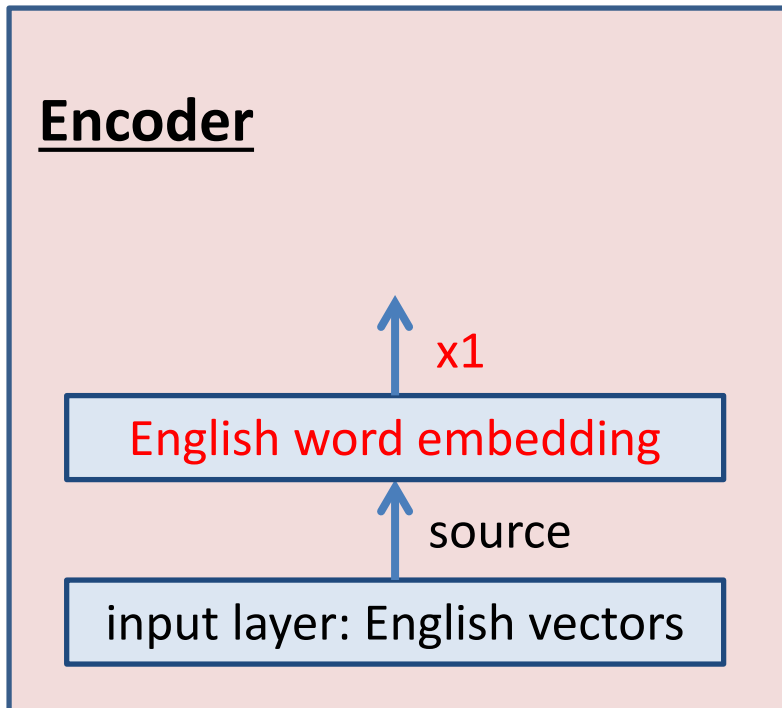 Encoder
x1
English word embedding
source
input layer: English vectors